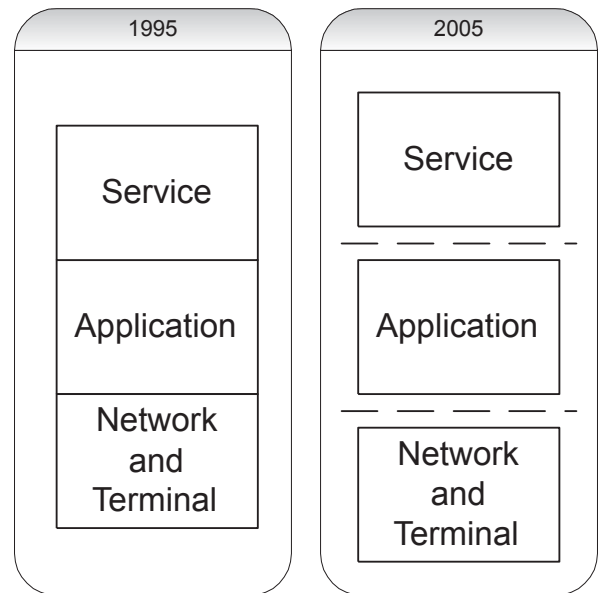 1995
Service
Application
Network
and
Terminal
2005
Service
Application
Network
and
Terminal